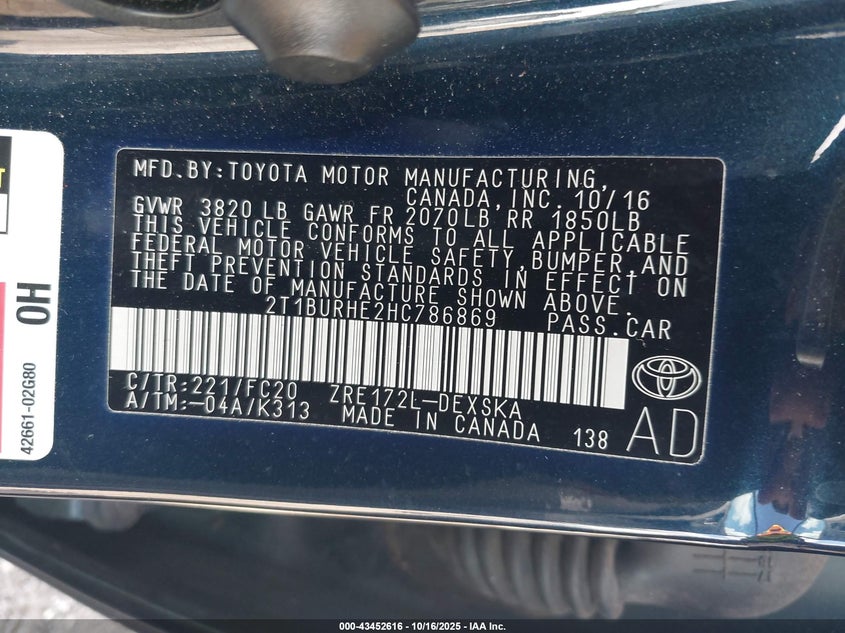 MFD.BY:TOYOTA MOTOR MANUFACTURING,
CANADA,INC. 10/16
GVWR 3820 LB GAWR FR 2070LB,RR 1850LB
THIS VEHICLE CONFORMS TO ALL APPLICABLE
FEDERAL MOTOR VEHICLE SAFETY,BUMPER,AND
THEFT PREVENTION STANDARDS IN EFFECT ON
THE DATE OF MANUFACTURE SHOWN ABOVE.
2T1BURHE2HC786869 PASS.CAR
C/TR:221/FC20 ZRE172L-DEXSKA
A/TM:-04A/K313 MADE IN CANADA 138
AD
OH
42661-02G80
000-43452616 - 10/16/2025 - IAA Inc.